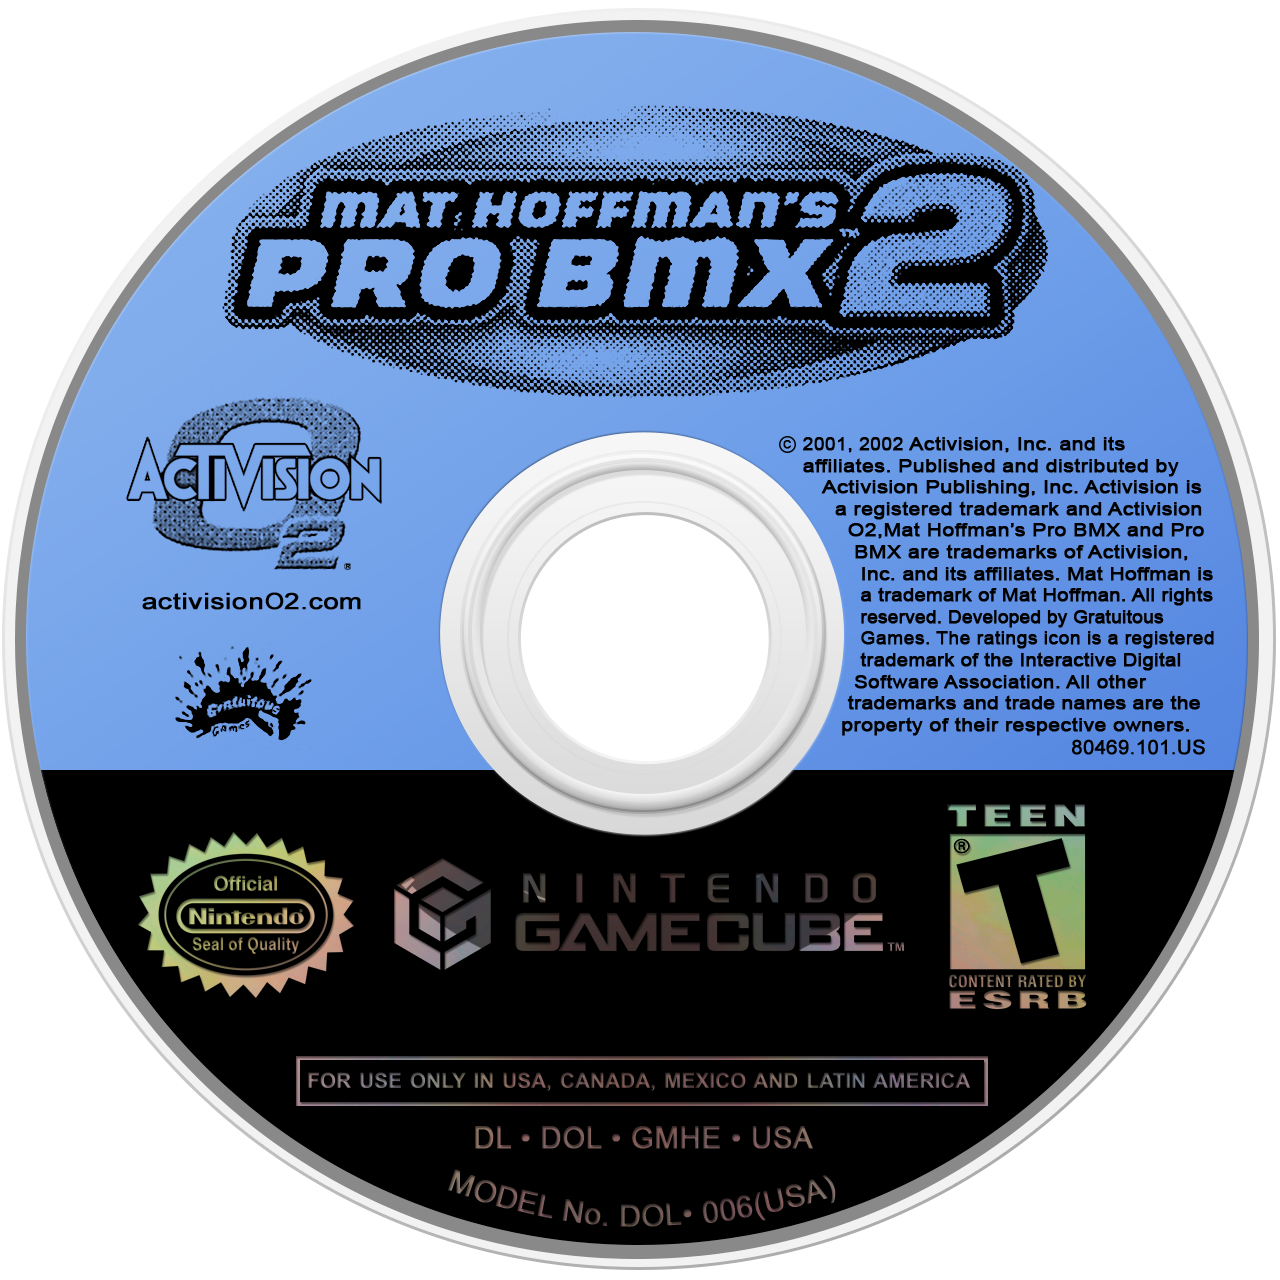 MAT HOFFMAN'S
PRO BMX 2™
ACTIVISION
O2®
activisionO2.com
Gratuitous
Games
© 2001, 2002 Activision, Inc. and its
affiliates. Published and distributed by
Activision Publishing, Inc. Activision is
a registered trademark and Activision
O2,Mat Hoffman's Pro BMX and Pro
BMX are trademarks of Activision,
Inc. and its affiliates. Mat Hoffman is
a trademark of Mat Hoffman. All rights
reserved. Developed by Gratuitous
Games. The ratings icon is a registered
trademark of the Interactive Digital
Software Association. All other
trademarks and trade names are the
property of their respective owners.
80469.101.US
Official
Nintendo®
Seal of Quality
NINTENDO
GAMECUBE™
TEEN
®
T
CONTENT RATED BY
ESRB
FOR USE ONLY IN USA, CANADA, MEXICO AND LATIN AMERICA
DL • DOL • GMHE • USA
MODEL No. DOL• 006(USA)